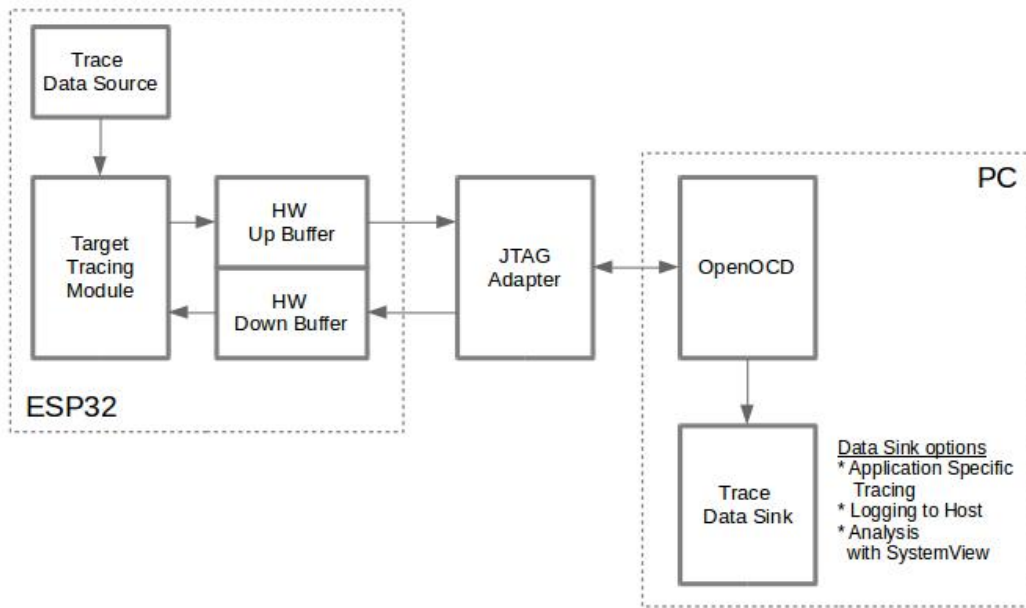 Trace
Data Source
Target
Tracing
Module
HW
Up Buffer
HW
Down Buffer
ESP32
JTAG
Adapter
PC
OpenOCD
Trace
Data Sink
Data Sink options
* Application Specific
Tracing
* Logging to Host
* Analysis
with SystemView